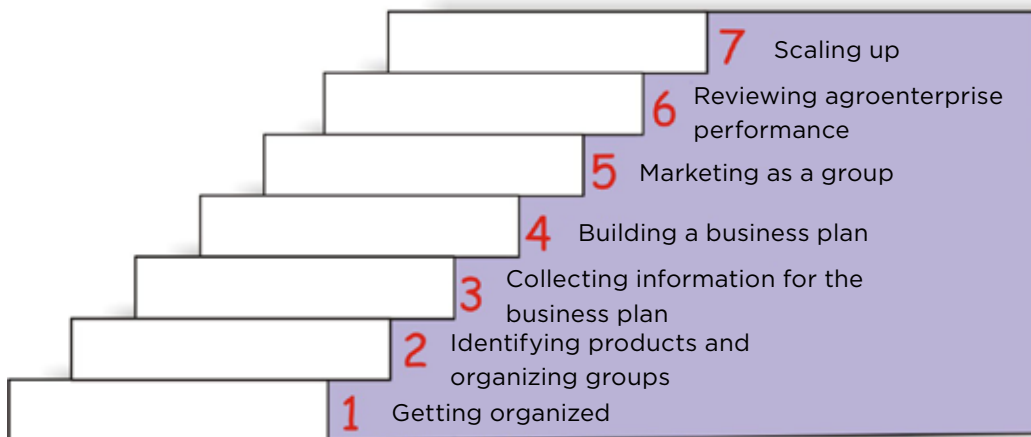 7 Scaling up
6 Reviewing agroenterprise
performance
5 Marketing as a group
4 Building a business plan
3 Collecting information for the
business plan
2 Identifying products and
organizing groups
1 Getting organized